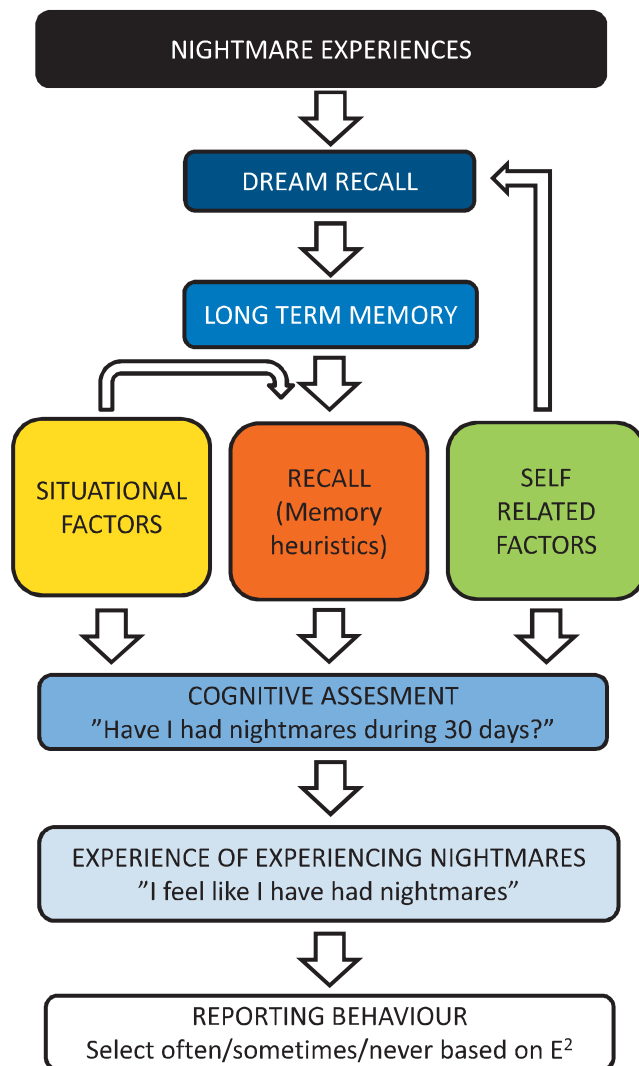 NIGHTMARE EXPERIENCES
DREAM RECALL
LONG TERM MEMORY
SITUATIONAL
FACTORS
RECALL
(Memory
heuristics)
SELF
RELATED
FACTORS
COGNITIVE ASSESMENT
”Have I had nightmares during 30 days?”
EXPERIENCE OF EXPERIENCING NIGHTMARES
”I feel like I have had nightmares”
REPORTING BEHAVIOUR
Select often/sometimes/never based on E²